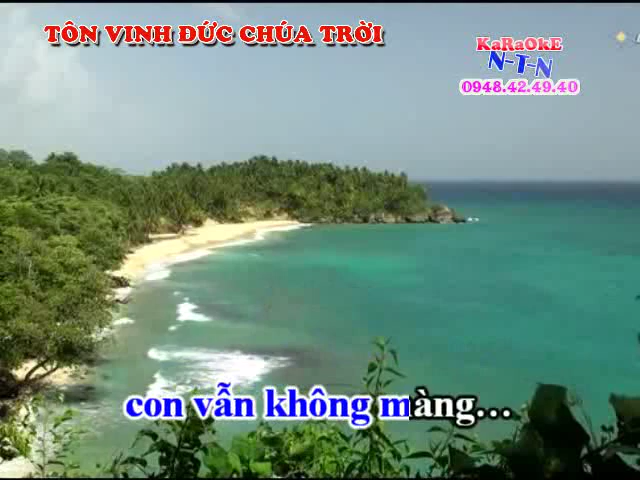 TÔN VINH ĐỨC CHÚA TRỜI
KaRaOkE
N-T-N
0948.42.49.40
con vẫn không màng...